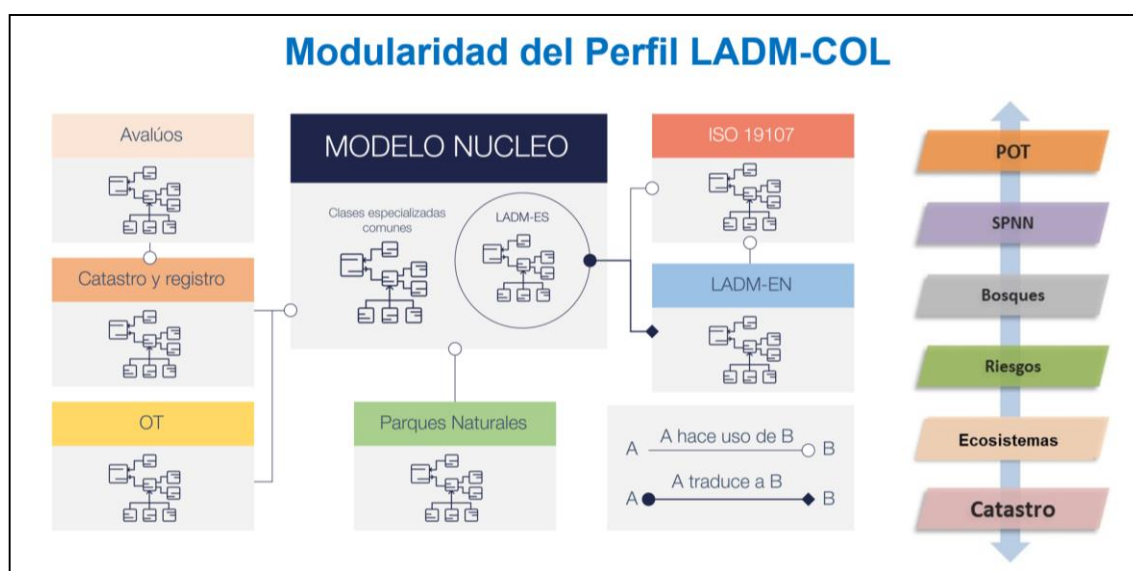 Modularidad del Perfil LADM-COL
Avalúos
Catastro y registro
OT
MODELO NUCLEO
Clases especializadas
comunes
LADM-ES
Parques Naturales
ISO 19107
LADM-EN
A A hace uso de B B
A A traduce a B B
POT
SPNN
Bosques
Riesgos
Ecosistemas
Catastro